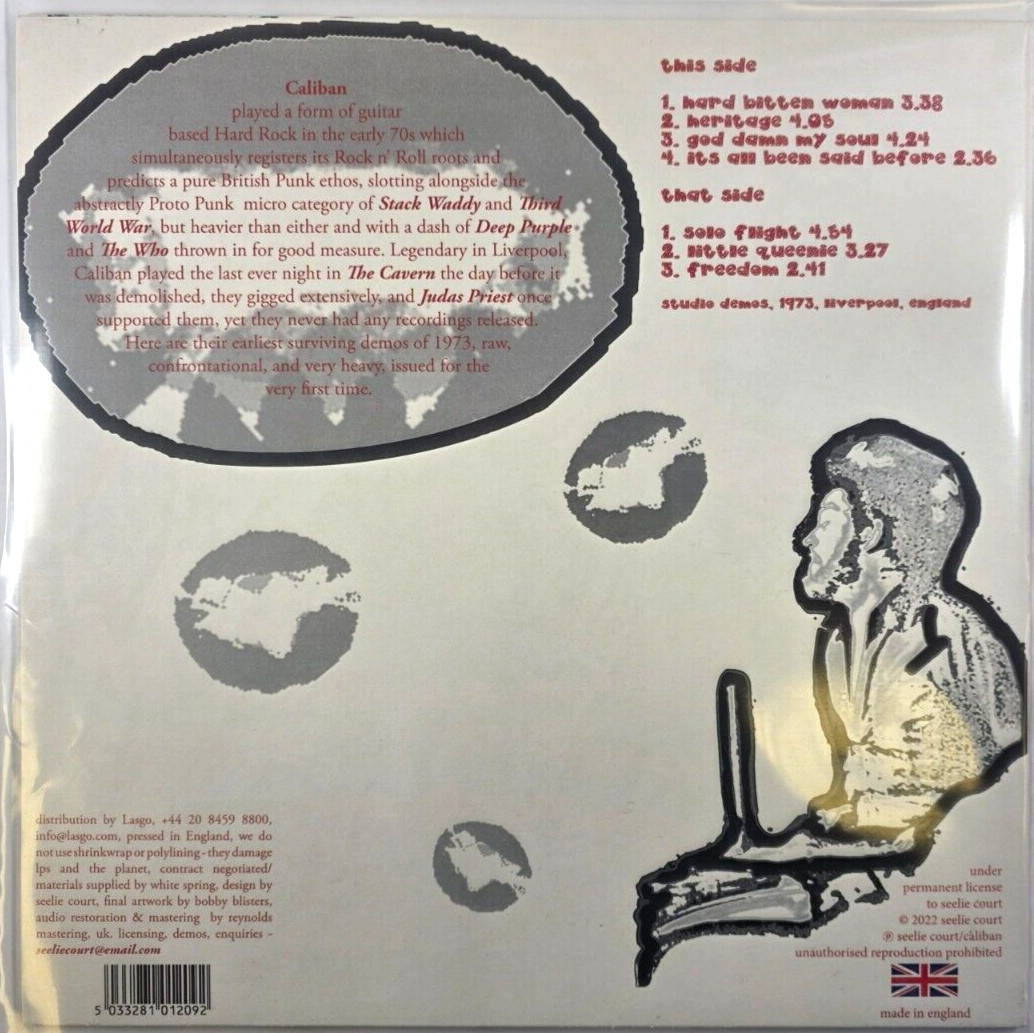 Caliban
played a form of guitar
based Hard Rock in the early 70s which
simultaneously registers its Rock n' Roll roots and
predicts a pure British Punk ethos, slotting alongside the
abstractly Proto Punk micro category of Stack Waddy and Third
World War, but heavier than either and with a dash of Deep Purple
and The Who thrown in for good measure. Legendary in Liverpool,
Caliban played the last ever night in The Cavern the day before it
was demolished, they gigged extensively, and Judas Priest once
supported them, yet they never had any recordings released.
Here are their earliest surviving demos of 1973, raw,
confrontational, and very heavy, issued for the
very first time.
this side
1. hard bitten woman 3.38
2. heritage 4.05
3. god damn my soul 4.24
4. its all been said before 2.36
that side
1. solo flight 4.54
2. little queenie 3.27
3. freedom 2.41
studio demos, 1973, liverpool, england
distribution by Lasgo, +44 20 8459 8800,
info@lasgo.com, pressed in England, we do
not use shrinkwrap or polylining - they damage
lps and the planet, contract negotiated/
materials supplied by white spring, design by
seelie court, final artwork by bobby blisters,
audio restoration & mastering by reynolds
mastering, uk. licensing, demos, enquiries -
seeliecourt@email.com
5 033281 012092
under
permanent license
to seelie court
© 2022 seelie court
℗ seelie court/caliban
unauthorised reproduction prohibited
made in england